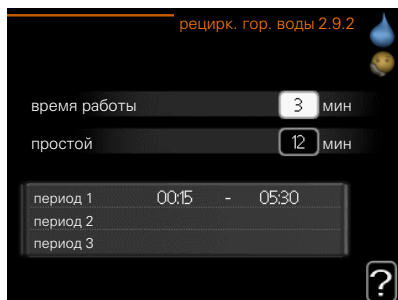 рецирк. гор. воды 2.9.2
время работы 3 мин
простой 12 мин
период 1 00:15 - 05:30
период 2
период 3
?